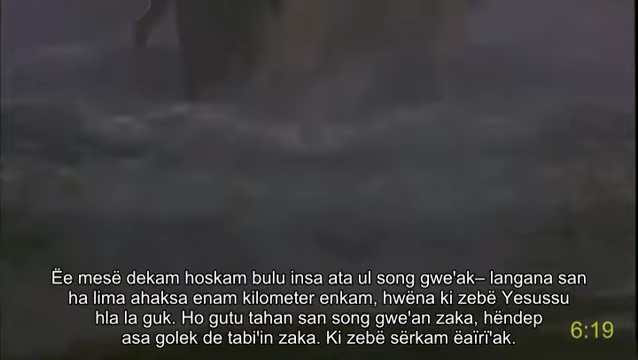 Ëe mesë dekam hoskam bulu insa ata ul song gwe'ak– langana san
ha lima ahaksa enam kilometer enkam, hwëna ki zebë Yesussu
hla la guk. Ho gutu tahan san song gwe'an zaka, hëndep
asa golek de tabi'in zaka. Ki zebë sërkam ëaïrï'ak.
6:19